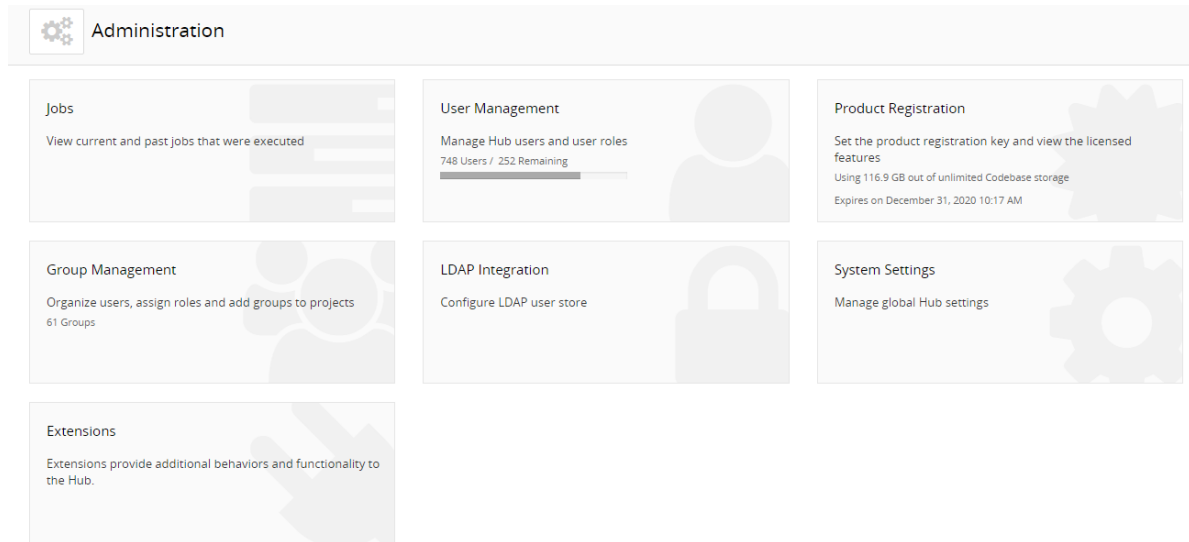 Administration
Jobs
View current and past jobs that were executed
User Management
Manage Hub users and user roles
748 Users / 252 Remaining
Product Registration
Set the product registration key and view the licensed
features
Using 116.9 GB out of unlimited Codebase storage
Expires on December 31, 2020 10:17 AM
Group Management
Organize users, assign roles and add groups to projects
61 Groups
LDAP Integration
Configure LDAP user store
System Settings
Manage global Hub settings
Extensions
Extensions provide additional behaviors and functionality to
the Hub.